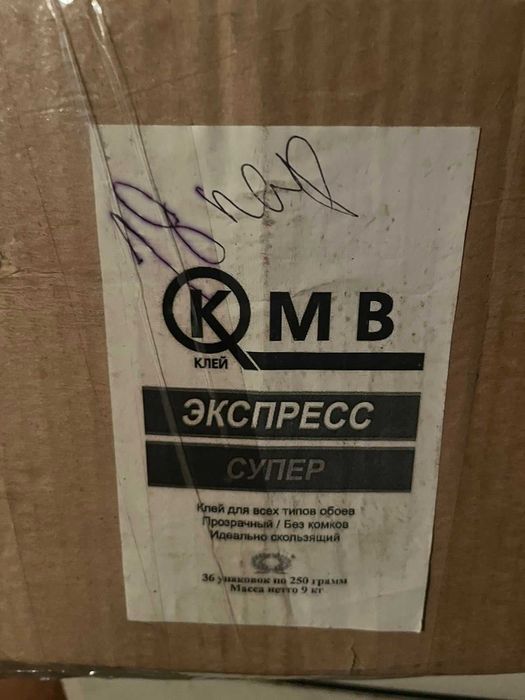 КМВ
КЛЕЙ
ЭКСПРЕСС
СУПЕР
Клей для всех типов обоев
Прозрачный / Без комков
Идеально скользящий
36 упаковок по 250 грамм
Масса нетто 9 кг